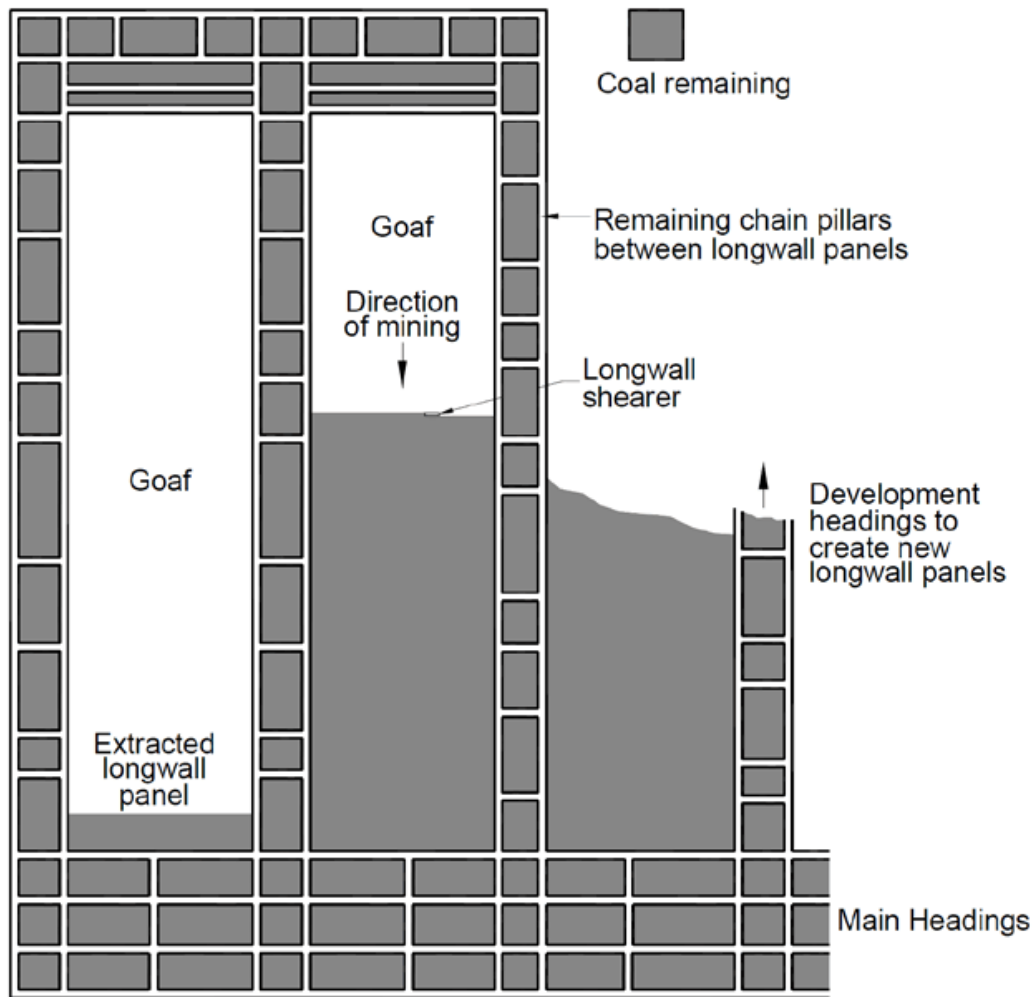 Coal remaining
Goaf
Remaining chain pillars
between longwall panels
Direction
of mining
Longwall
shearer
Goaf
Development
headings to
create new
longwall panels
Extracted
longwall
panel
Main Headings